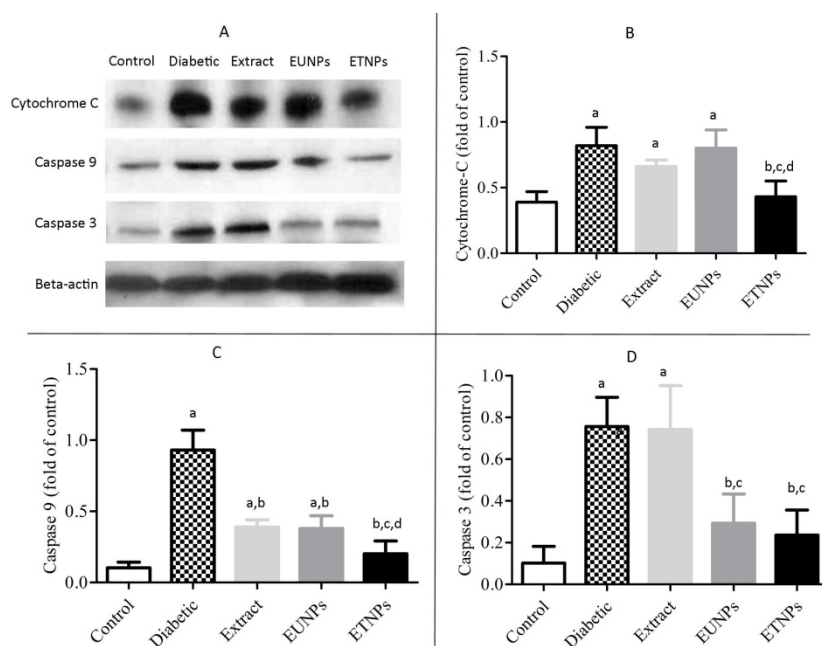 A
Control Diabetic Extract EUNPs ETNPs
Cytochrome C
Caspase 9
Caspase 3
Beta-actin
B
Cytochrome-C (fold of control)
1.5
1.0
0.5
0.0
a
a
a
b,c,d
Control
Diabetic
Extract
EUNPs
ETNPs
C
Caspase 9 (fold of control)
1.5
1.0
0.5
0.0
a
a,b
a,b
b,c,d
Control
Diabetic
Extract
EUNPs
ETNPs
D
Caspase 3 (fold of control)
1.0
0.8
0.6
0.4
0.2
0.0
a
a
b,c
b,c
Control
Diabetic
Extract
EUNPs
ETNPs